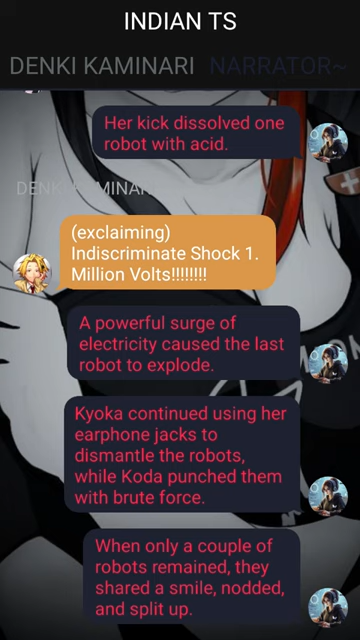 INDIAN TS
DENKI KAMINARI NARRATOR~
Her kick dissolved one
robot with acid.
DENKI KAMINARI
(exclaiming)
Indiscriminate Shock 1.
Million Volts!!!!!!!!
A powerful surge of
electricity caused the last
robot to explode.
Kyoka continued using her
earphone jacks to
dismantle the robots,
while Koda punched them
with brute force.
When only a couple of
robots remained, they
shared a smile, nodded,
and split up.